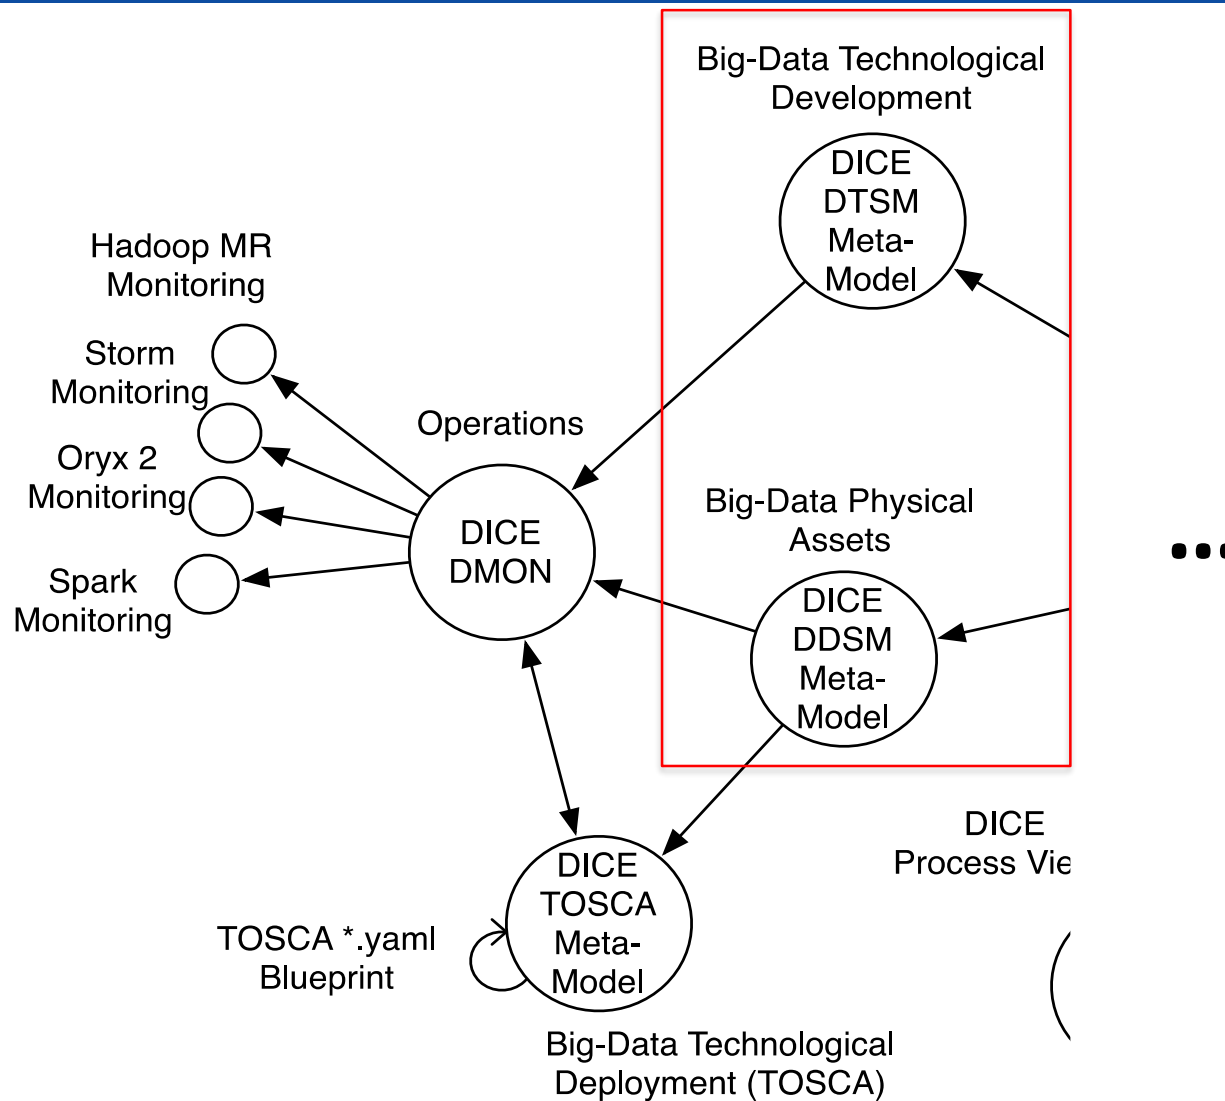 Big-Data Technological
Development
DICE
DTSM
Meta-
Model
Hadoop MR
Monitoring
Storm
Monitoring
Oryx 2
Monitoring
Spark
Monitoring
Operations
DICE
DMON
Big-Data Physical
Assets
DICE
DDSM
Meta-
Model
DICE
Process Vie
DICE
TOSCA
Meta-
Model
TOSCA *.yaml
Blueprint
Big-Data Technological
Deployment (TOSCA)
...